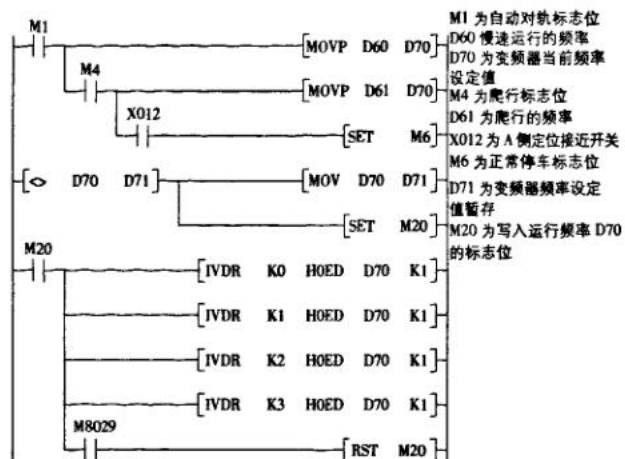 M1
MOVP D60 D70
M4
MOVP D61 D70
X012
SET M6
<> D70 D71
MOV D70 D71
SET M20
M20
IVDR K0 H0ED D70 K1
IVDR K1 H0ED D70 K1
IVDR K2 H0ED D70 K1
IVDR K3 H0ED D70 K1
M8029
RST M20
M1 为自动对轨标志位
D60 慢速运行的频率
D70 为变频器当前频率
设定值
M4 为爬行标志位
D61 为爬行的频率
X012 为 A 侧定位接近开关
M6 为正常停车标志位
D71 为变频器频率设定
值暂存
M20 为写入运行频率 D70
的标志位